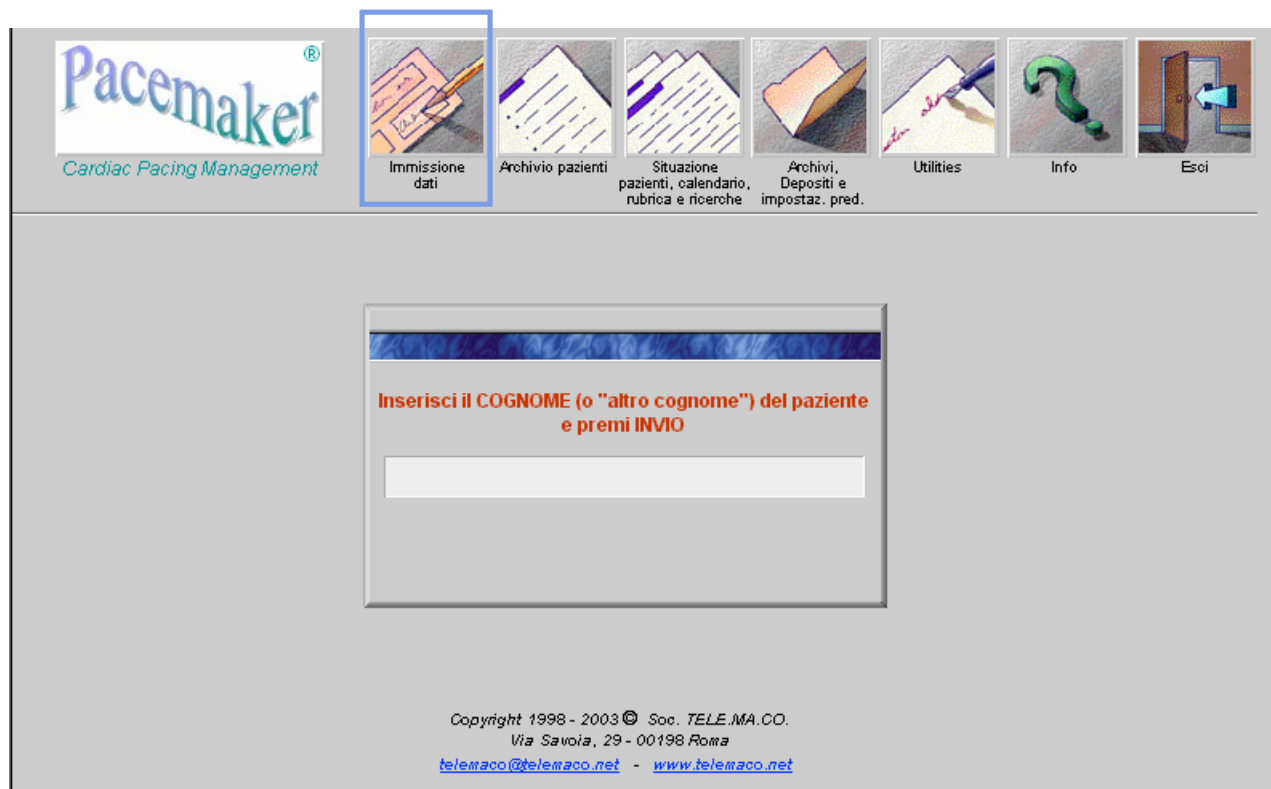 Pacemaker®
Cardiac Pacing Management
Immissione
dati
Archivio pazienti
Situazione
pazienti, calendario,
rubrica e ricerche
Archivi,
Depositi e
impostaz. pred.
Utilities
Info
Esci
Inserisci il COGNOME (o "altro cognome") del paziente
e premi INVIO
Copyright 1998 - 2003 © Soc. TELE.MA.CO.
Via Savoia, 29 - 00198 Roma
telemaco@telemaco.net - www.telemaco.net